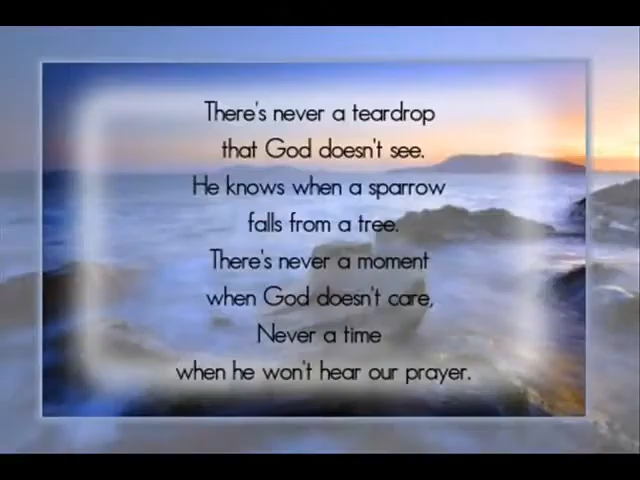 There's never a teardrop
that God doesn't see.
He knows when a sparrow
falls from a tree.
There's never a moment
when God doesn't care,
Never a time
when he won't hear our prayer.